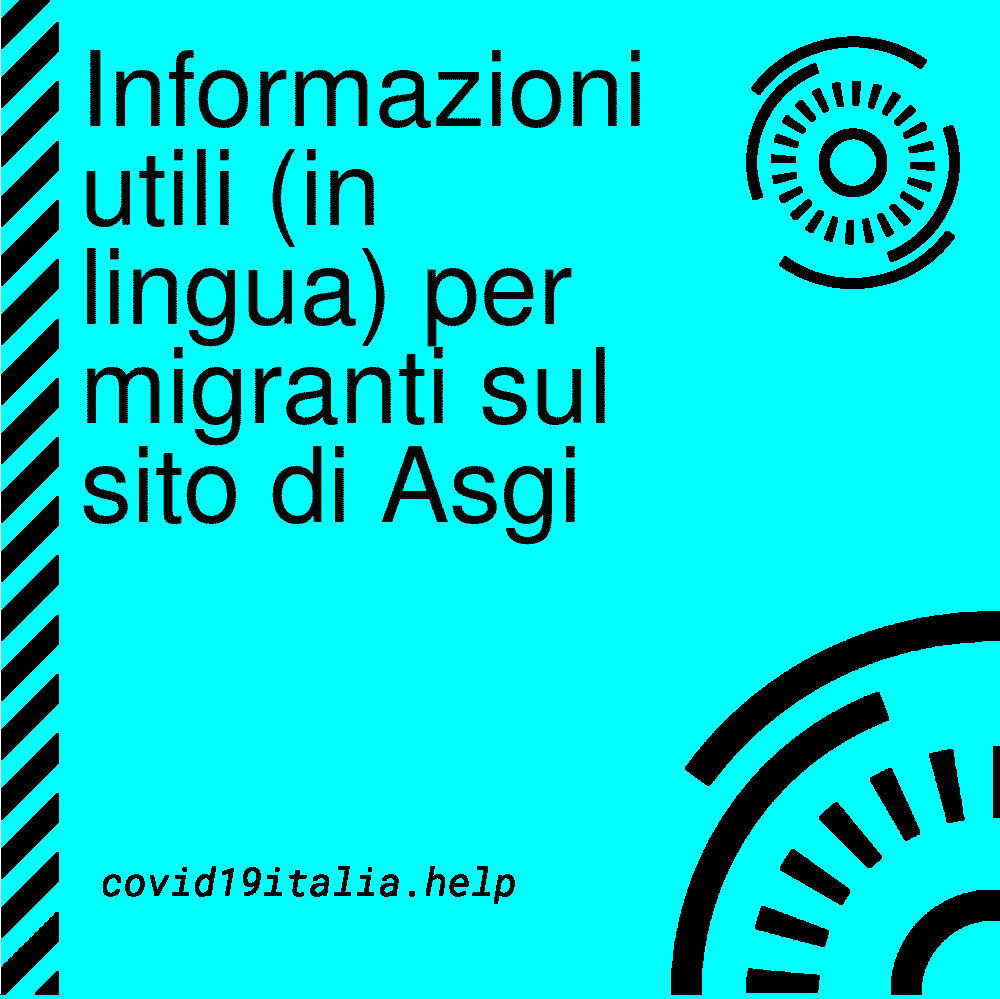 Informazioni
utili (in
lingua) per
migranti sul
sito di Asgi
covid19italia.help